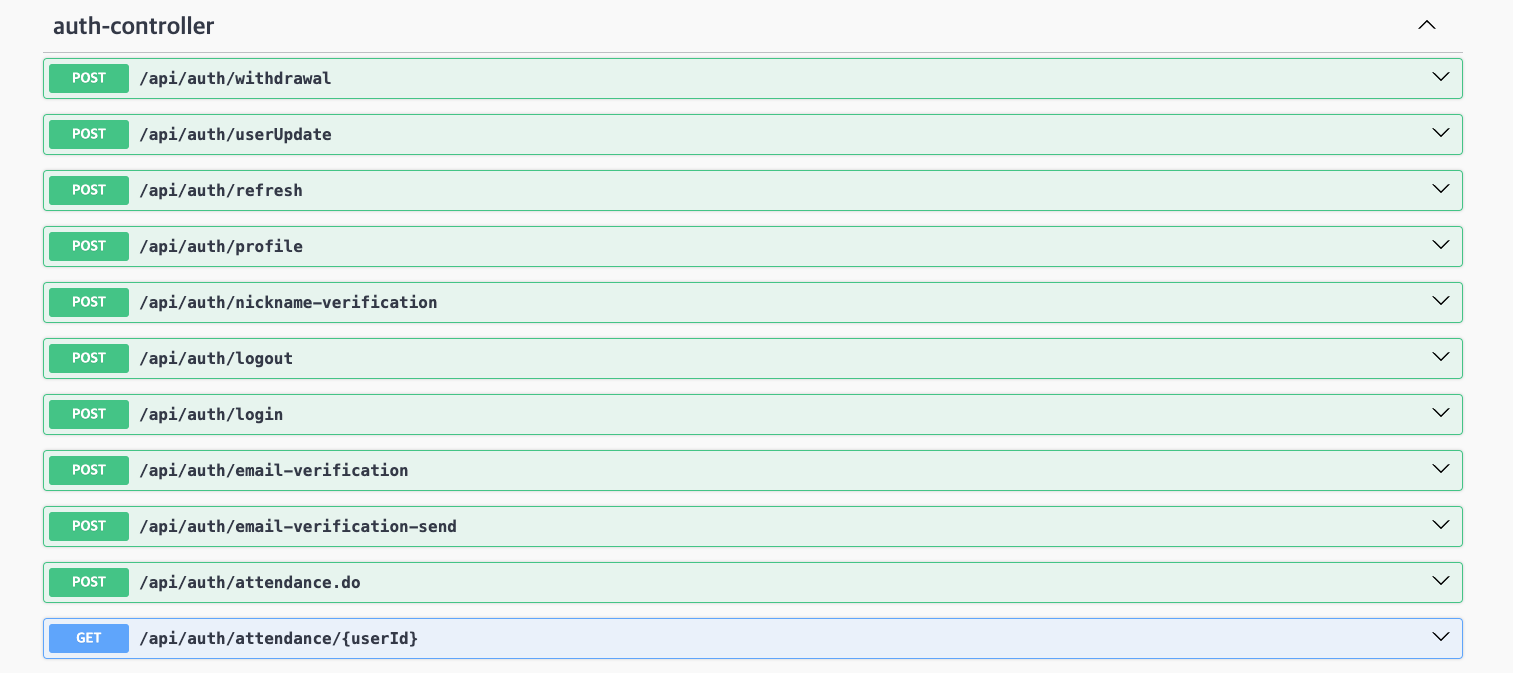 auth-controller
POST /api/auth/withdrawal
POST /api/auth/userUpdate
POST /api/auth/refresh
POST /api/auth/profile
POST /api/auth/nickname-verification
POST /api/auth/logout
POST /api/auth/login
POST /api/auth/email-verification
POST /api/auth/email-verification-send
POST /api/auth/attendance.do
GET /api/auth/attendance/{userId}